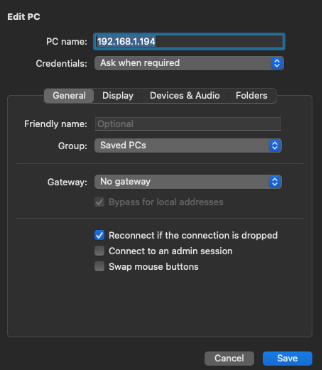 Edit PC
PC name: 192.168.1.194
Credentials: Ask when required
General Display Devices & Audio Folders
Friendly name: Optional
Group: Saved PCs
Gateway: No gateway
Bypass for local addresses
Reconnect if the connection is dropped
Connect to an admin session
Swap mouse buttons
Cancel Save